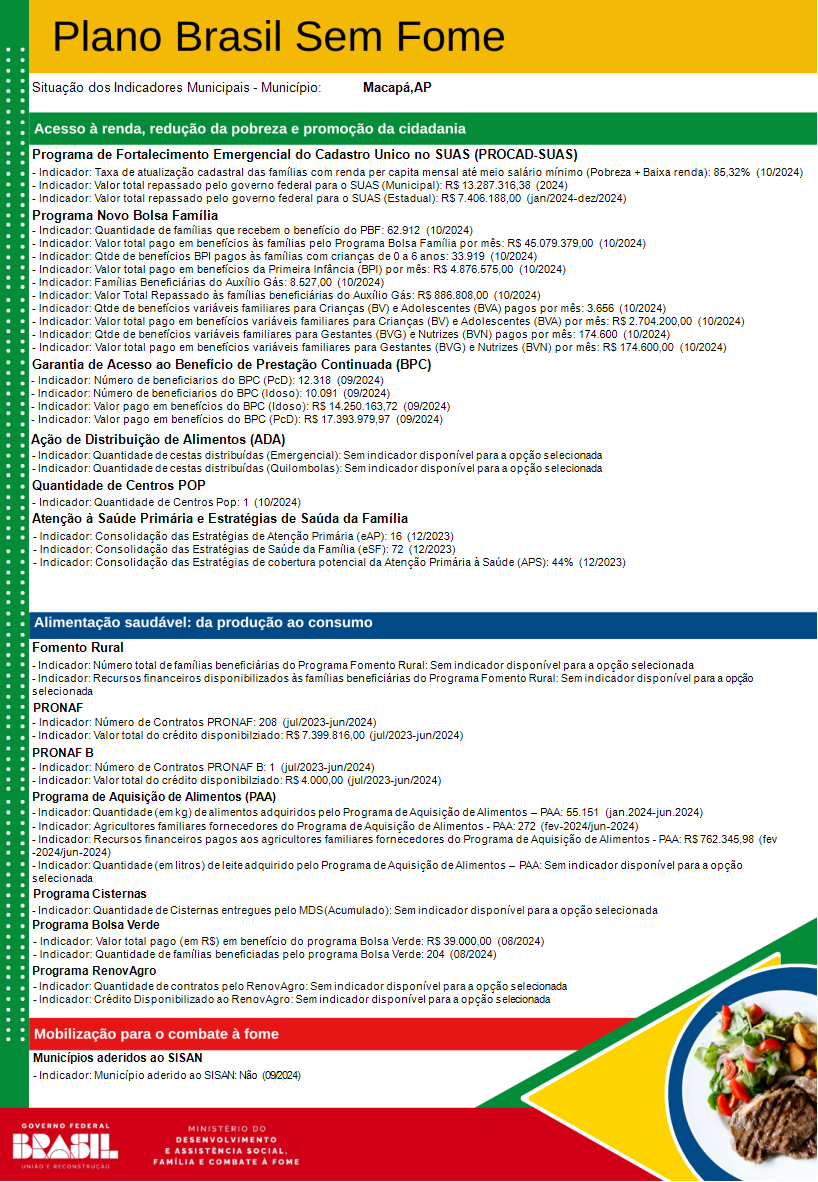 Plano Brasil Sem Fome
Situação dos Indicadores Municipais - Município: Macapá,AP
Acesso à renda, redução da pobreza e promoção da cidadania
Programa de Fortalecimento Emergencial do Cadastro Unico no SUAS (PROCAD-SUAS)
- Indicador: Taxa de atualização cadastral das famílias com renda per capita mensal até meio salário mínimo (Pobreza + Baixa renda): 85,32% (10/2024)
- Indicador: Valor total repassado pelo governo federal para o SUAS (Municipal): R$ 13.287.316,38 (2024)
- Indicador: Valor total repassado pelo governo federal para o SUAS (Estadual): R$ 7.406.188,00 (jan/2024-dez/2024)
Programa Novo Bolsa Família
- Indicador: Quantidade de famílias que recebem o benefício do PBF: 62.912 (10/2024)
- Indicador: Valor total pago em benefícios às famílias pelo Programa Bolsa Família por mês: R$ 45.079.379,00 (10/2024)
- Indicador: Qtde de benefícios BPI pagos às famílias com crianças de 0 a 6 anos: 33.919 (10/2024)
- Indicador: Valor total pago em benefícios da Primeira Infância (BPI) por mês: R$ 4.876.575,00 (10/2024)
- Indicador: Famílias Beneficiárias do Auxílio Gás: 8.527,00 (10/2024)
- Indicador: Valor Total Repassado às famílias beneficiárias do Auxílio Gás: R$ 886.808,00 (10/2024)
- Indicador: Qtde de benefícios variáveis familiares para Crianças (BV) e Adolescentes (BVA) pagos por mês: 3.656 (10/2024)
- Indicador: Valor total pago em benefícios variáveis familiares para Crianças (BV) e Adolescentes (BVA) por mês: R$ 2.704.200,00 (10/2024)
- Indicador: Qtde de benefícios variáveis familiares para Gestantes (BVG) e Nutrizes (BVN) pagos por mês: 174.600 (10/2024)
- Indicador: Valor total pago em benefícios variáveis familiares para Gestantes (BVG) e Nutrizes (BVN) por mês: R$ 174.600,00 (10/2024)
Garantia de Acesso ao Benefício de Prestação Continuada (BPC)
- Indicador: Número de beneficiarios do BPC (PcD): 12.318 (09/2024)
- Indicador: Número de beneficiarios do BPC (Idoso): 10.091 (09/2024)
- Indicador: Valor pago em benefícios do BPC (Idoso): R$ 14.250.163,72 (09/2024)
- Indicador: Valor pago em benefícios do BPC (PcD): R$ 17.393.979,97 (09/2024)
Ação de Distribuição de Alimentos (ADA)
- Indicador: Quantidade de cestas distribuídas (Emergencial): Sem indicador disponível para a opção selecionada
- Indicador: Quantidade de cestas distribuídas (Quilombolas): Sem indicador disponível para a opção selecionada
Quantidade de Centros POP
- Indicador: Quantidade de Centros Pop: 1 (10/2024)
Atenção à Saúde Primária e Estratégias de Saúda da Família
- Indicador: Consolidação das Estratégias de Atenção Primária (eAP): 16 (12/2023)
- Indicador: Consolidação das Estratégias de Saúde da Família (eSF): 72 (12/2023)
- Indicador: Consolidação das Estratégias de cobertura potencial da Atenção Primária à Saúde (APS): 44% (12/2023)
Alimentação saudável: da produção ao consumo
Fomento Rural
- Indicador: Número total de famílias beneficiárias do Programa Fomento Rural: Sem indicador disponível para a opção selecionada
- Indicador: Recursos financeiros disponibilizados às famílias beneficiárias do Programa Fomento Rural: Sem indicador disponível para a opção
selecionada
PRONAF
- Indicador: Número de Contratos PRONAF: 208 (jul/2023-jun/2024)
- Indicador: Valor total do crédito disponibilziado: R$ 7.399.816,00 (jul/2023-jun/2024)
PRONAF B
- Indicador: Número de Contratos PRONAF B: 1 (jul/2023-jun/2024)
- Indicador: Valor total do crédito disponibilziado: R$ 4.000,00 (jul/2023-jun/2024)
Programa de Aquisição de Alimentos (PAA)
- Indicador: Quantidade (em kg) de alimentos adquiridos pelo Programa de Aquisição de Alimentos – PAA: 55.151 (jan.2024-jun.2024)
- Indicador: Agricultores familiares fornecedores do Programa de Aquisição de Alimentos - PAA: 272 (fev-2024/jun-2024)
- Indicador: Recursos financeiros pagos aos agricultores familiares fornecedores do Programa de Aquisição de Alimentos - PAA: R$ 762.345,98 (fev
-2024/jun-2024)
- Indicador: Quantidade (em litros) de leite adquirido pelo Programa de Aquisição de Alimentos – PAA: Sem indicador disponível para a opção
selecionada
Programa Cisternas
- Indicador: Quantidade de Cisternas entregues pelo MDS (Acumulado): Sem indicador disponível para a opção selecionada
Programa Bolsa Verde
- Indicador: Valor total pago (em R$) em benefício do programa Bolsa Verde: R$ 39.000,00 (08/2024)
- Indicador: Quantidade de famílias beneficiadas pelo programa Bolsa Verde: 204 (08/2024)
Programa RenovAgro
- Indicador: Quantidade de contratos pelo RenovAgro: Sem indicador disponível para a opção selecionada
- Indicador: Crédito Disponibilizado ao RenovAgro: Sem indicador disponível para a opção selecionada
Mobilização para o combate à fome
Municípios aderidos ao SISAN
- Indicador: Município aderido ao SISAN: Não (09/2024)
GOVERNO FEDERAL
BRASIL
UNIÃO E RECONSTRUÇÃO
MINISTÉRIO DO
DESENVOLVIMENTO
E ASSISTÊNCIA SOCIAL,
FAMÍLIA E COMBATE À FOME